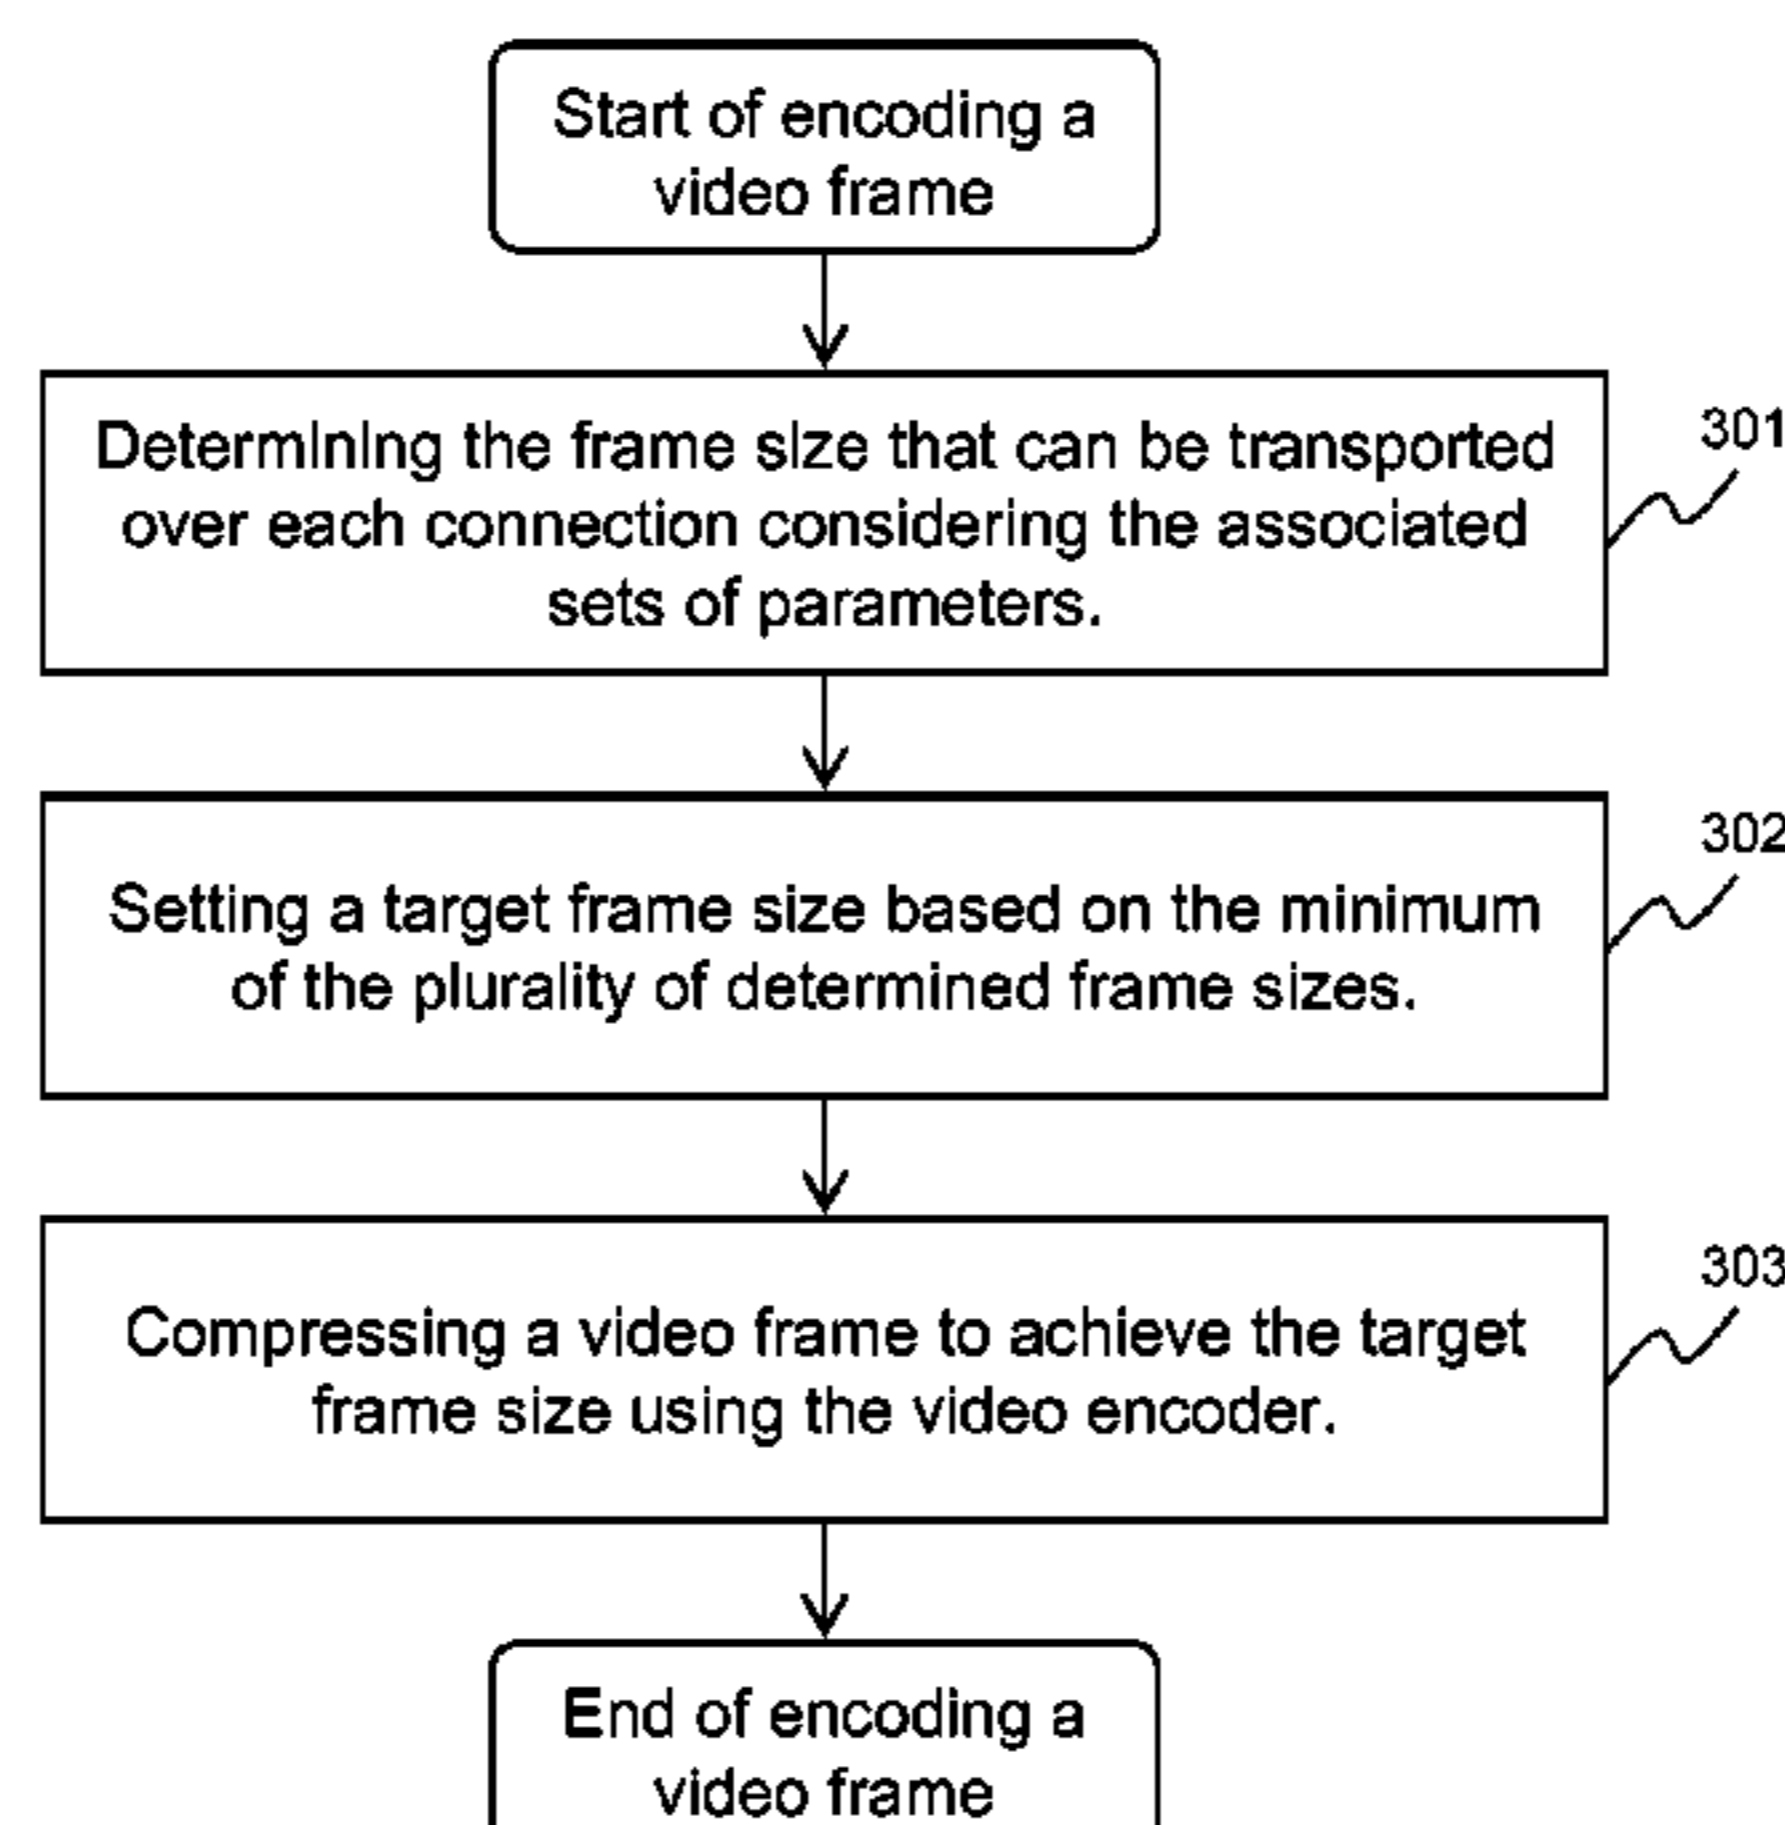 Start of encoding a
video frame
Determining the frame size that can be transported
over each connection considering the associated
sets of parameters.
301
Setting a target frame size based on the minimum
of the plurality of determined frame sizes.
302
Compressing a video frame to achieve the target
frame size using the video encoder.
303
End of encoding a
video frame